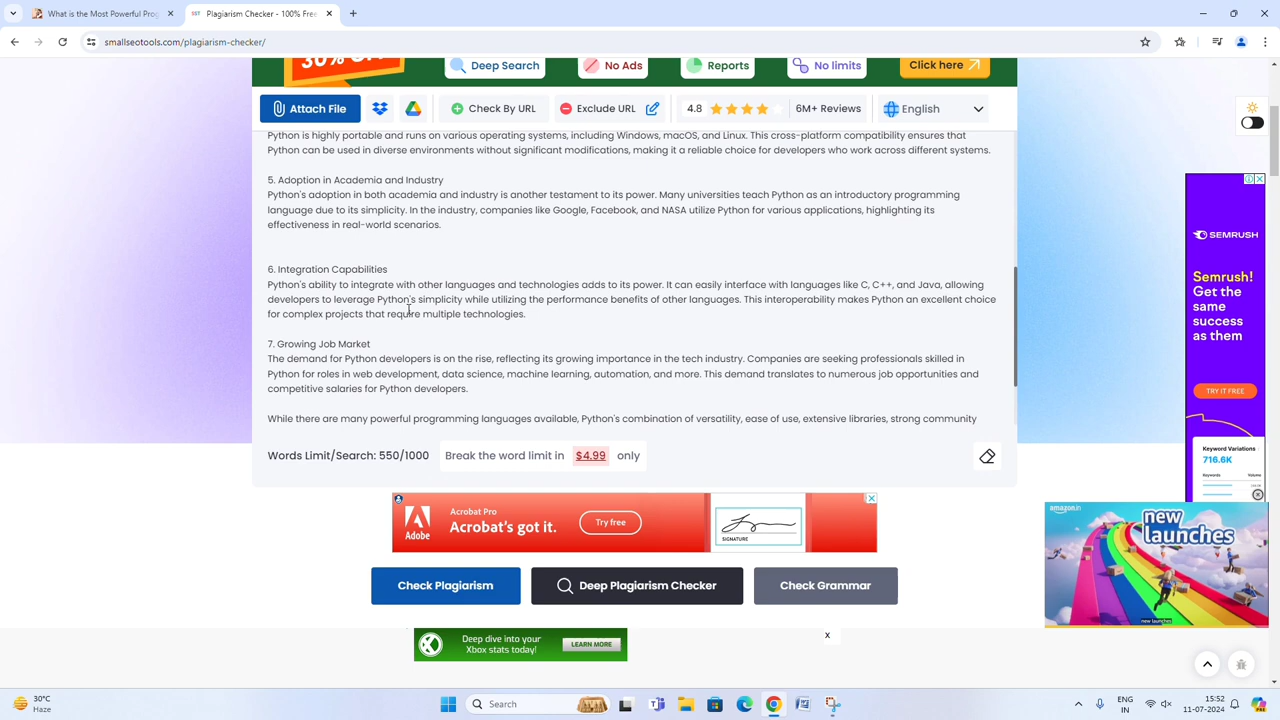 What is the Most Powerful Prog
Plagiarism Checker - 100% Free
smallseotools.com/plagiarism-checker/
30% OFF
Deep Search
No Ads
Reports
No limits
Click here
Attach File
Check By URL
Exclude URL
4.8
6M+ Reviews
English
Python is highly portable and runs on various operating systems, including Windows, macOS, and Linux. This cross-platform compatibility ensures that
Python can be used in diverse environments without significant modifications, making it a reliable choice for developers who work across different systems.
5. Adoption in Academia and Industry
Python's adoption in both academia and industry is another testament to its power. Many universities teach Python as an introductory programming
language due to its simplicity. In the industry, companies like Google, Facebook, and NASA utilize Python for various applications, highlighting its
effectiveness in real-world scenarios.
6. Integration Capabilities
Python's ability to integrate with other languages and technologies adds to its power. It can easily interface with languages like C, C++, and Java, allowing
developers to leverage Python's simplicity while utilizing the performance benefits of other languages. This interoperability makes Python an excellent choice
for complex projects that require multiple technologies.
7. Growing Job Market
The demand for Python developers is on the rise, reflecting its growing importance in the tech industry. Companies are seeking professionals skilled in
Python for roles in web development, data science, machine learning, automation, and more. This demand translates to numerous job opportunities and
competitive salaries for Python developers.
While there are many powerful programming languages available, Python's combination of versatility, ease of use, extensive libraries, strong community
Words Limit/Search: 550/1000
Break the word limit in
$4.99
only
Adobe
Acrobat Pro
Acrobat's got it.
Try free
SIGNATURE
Check Plagiarism
Deep Plagiarism Checker
Check Grammar
Deep dive into your
Xbox stats today!
LEARN MORE
x
SEMRUSH
Semrush!
Get the
same
success
as them
TRY IT FREE
Keyword Variations
716.6K
Keywords
Volume
amazon.in
new
launches
new launches
30°C
Haze
Search
ENG
IN
15:52
11-07-2024